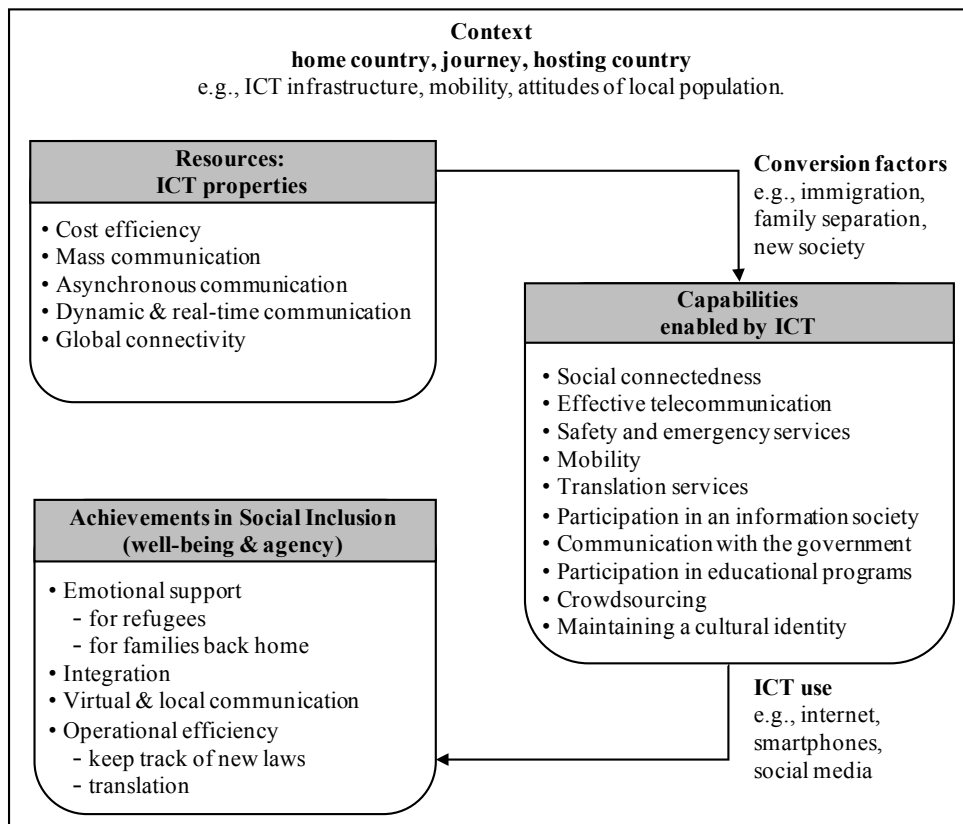 Context
home country, journey, hosting country
e.g., ICT infrastructure, mobility, attitudes of local population.
Resources:
ICT properties
• Cost efficiency
• Mass communication
• Asynchronous communication
• Dynamic & real-time communication
• Global connectivity
Conversion factors
e.g., immigration,
family separation,
new society
Capabilities
enabled by ICT
• Social connectedness
• Effective telecommunication
• Safety and emergency services
• Mobility
• Translation services
• Participation in an information society
• Communication with the government
• Participation in educational programs
• Crowdsourcing
• Maintaining a cultural identity
ICT use
e.g., internet,
smartphones,
social media
Achievements in Social Inclusion
(well-being & agency)
• Emotional support
- for refugees
- for families back home
• Integration
• Virtual & local communication
• Operational efficiency
- keep track of new laws
- translation